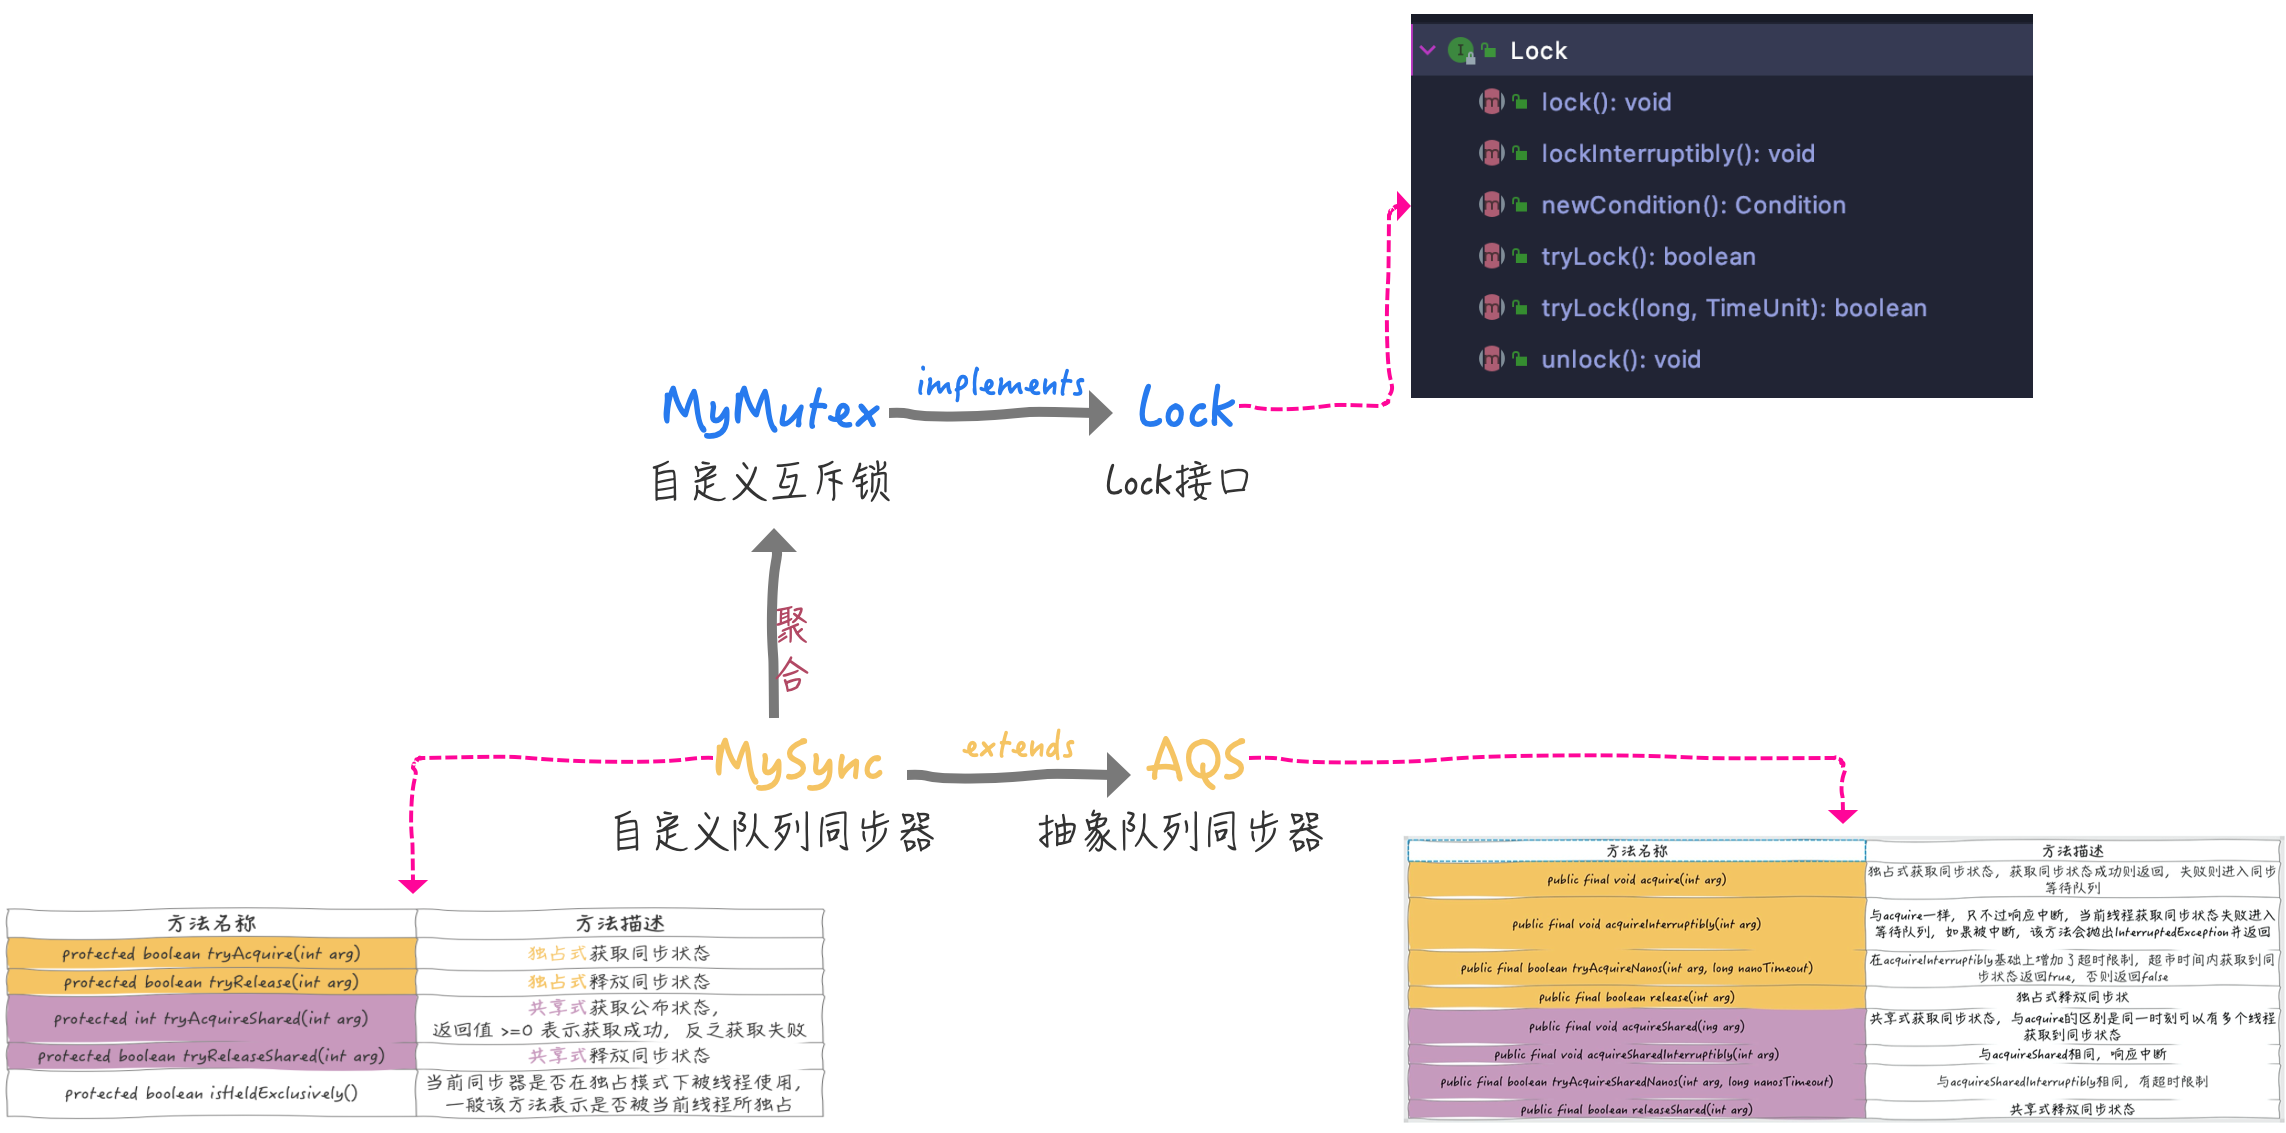 Lock
lock(): void
lockInterruptibly(): void
newCondition(): Condition
tryLock(): boolean
tryLock(long, TimeUnit): boolean
unlock(): void
implements
MyMutex
Lock
自定义互斥锁
Lock接口
聚
合
extends
MySync
AQS
自定义队列同步器
抽象队列同步器
方法名称
方法描述
protected boolean tryAcquire(int arg)
独占式获取同步状态
protected boolean tryRelease(int arg)
独占式释放同步状态
protected int tryAcquireShared(int arg)
共享式获取公布状态，
返回值 >=0 表示获取成功，反之获取失败
protected boolean tryReleaseShared(int arg)
共享式释放同步状态
protected boolean isHeldExclusively()
当前同步器是否在独占模式下被线程使用，
一般该方法表示是否被当前线程所独占
方法名称
方法描述
public final void acquire(int arg)
独占式获取同步状态，获取同步状态成功则返回，失败则进入同步
等待队列
public final void acquireInterruptibly(int arg)
与acquire一样，只不过响应中断，当前线程获取同步状态失败进入
等待队列，如果被中断，该方法会抛出InterruptedException并返回
public final boolean tryAcquireNanos(int arg, long nanoTimeout)
在acquireInterruptibly基础上增加了超时限制，超市时间内获取到同
步状态返回true，否则返回false
public final boolean release(int arg)
独占式释放同步状
public final void acquireShared(ing arg)
共享式获取同步状态，与acquire的区别是同一时刻可以有多个线程
获取到同步状态
public final void acquireSharedInterruptibly(int arg)
与acquireShared相同，响应中断
public final boolean tryAcquireSharedNanos(int arg, long nanosTimeout)
与acquireSharedInterruptibly相同，有超时限制
public final boolean releaseShared(int arg)
共享式释放同步状态